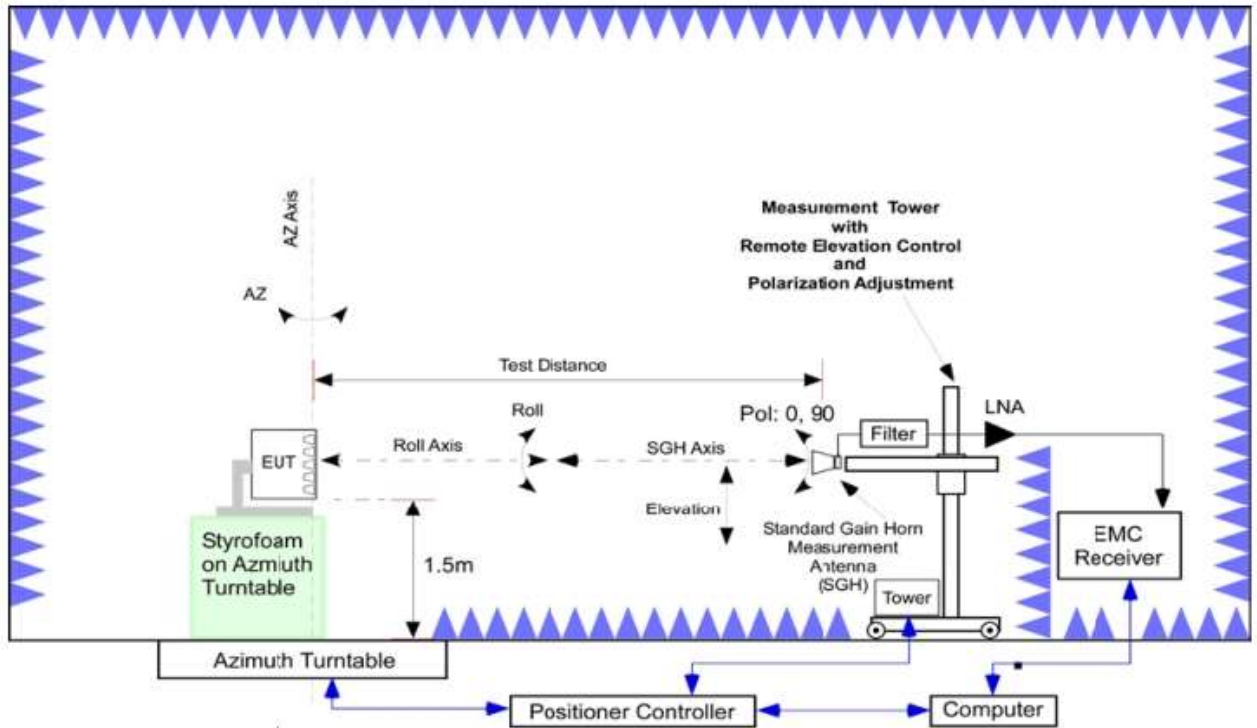 Measurement Tower
with
Remote Elevation Control
and
Polarization Adjustment
AZ Axis
AZ
Test Distance
Roll
Pol: 0, 90
LNA
Filter
EUT
Roll Axis
SGH Axis
Elevation
Standard Gain Horn
Measurement
Antenna
(SGH)
EMC
Receiver
Styrofoam
on Azmiuth
Turntable
1.5m
Tower
Azimuth Turntable
Positioner Controller
Computer